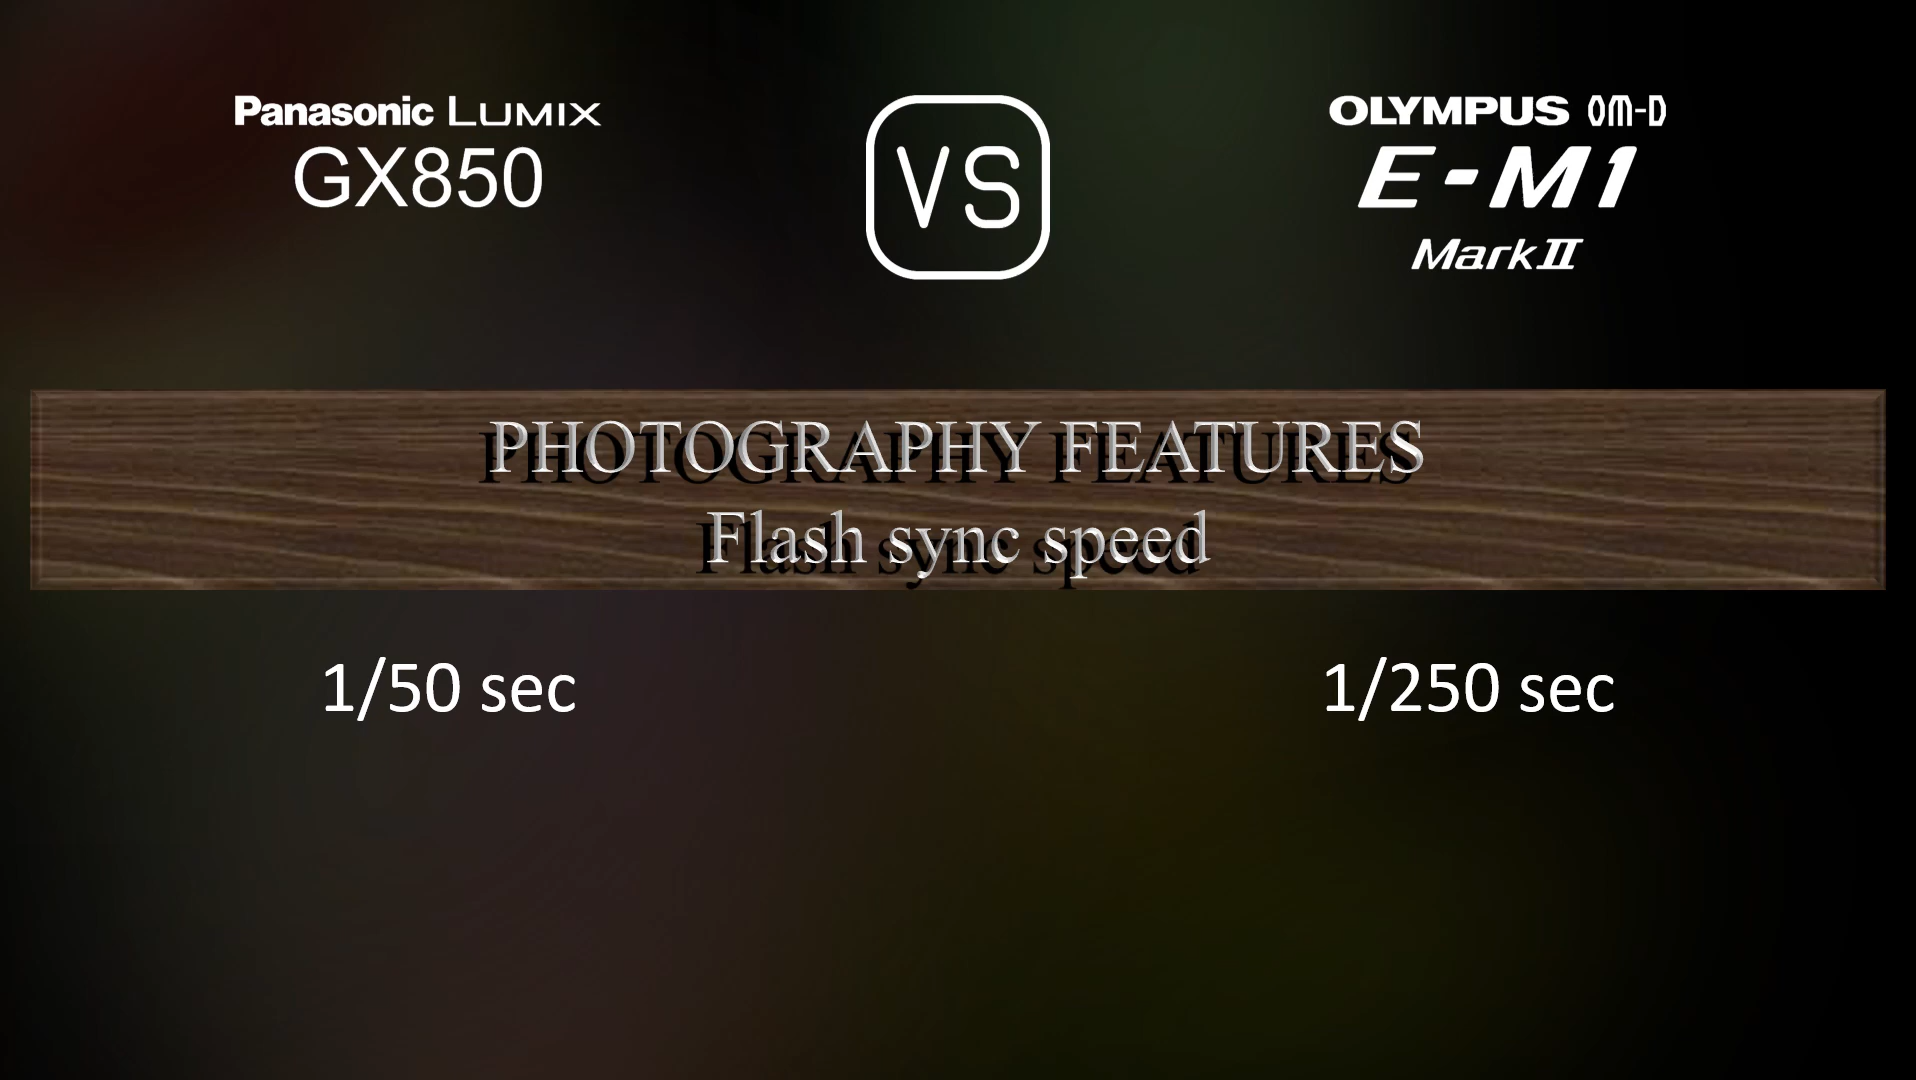 Panasonic LUMIX
GX850
VS
OLYMPUS OM-D
E-M1
Mark II
PHOTOGRAPHY FEATURES
Flash sync speed
1/50 sec
1/250 sec